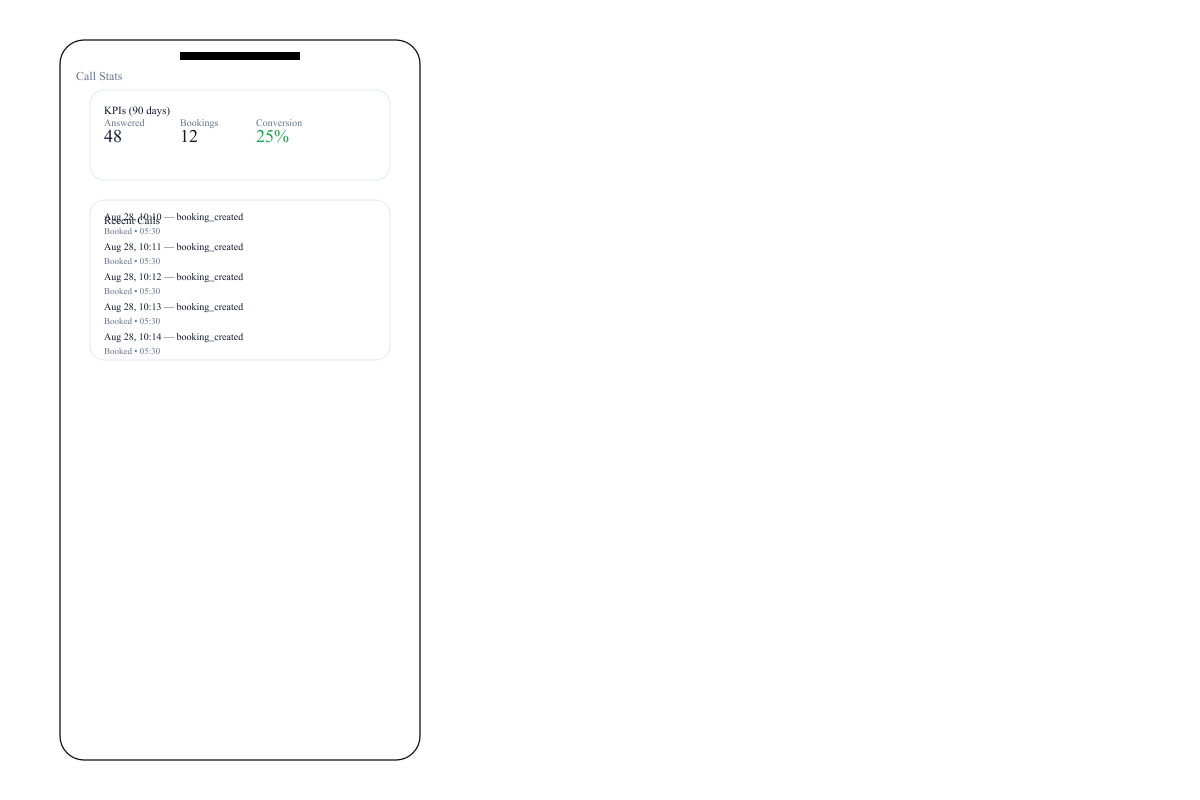 Call Stats
KPIs (90 days)
Answered Bookings Conversion
48 12 25%
Recent Calls
Aug 28, 10:10 — booking_created
Booked • 05:30
Aug 28, 10:11 — booking_created
Booked • 05:30
Aug 28, 10:12 — booking_created
Booked • 05:30
Aug 28, 10:13 — booking_created
Booked • 05:30
Aug 28, 10:14 — booking_created
Booked • 05:30